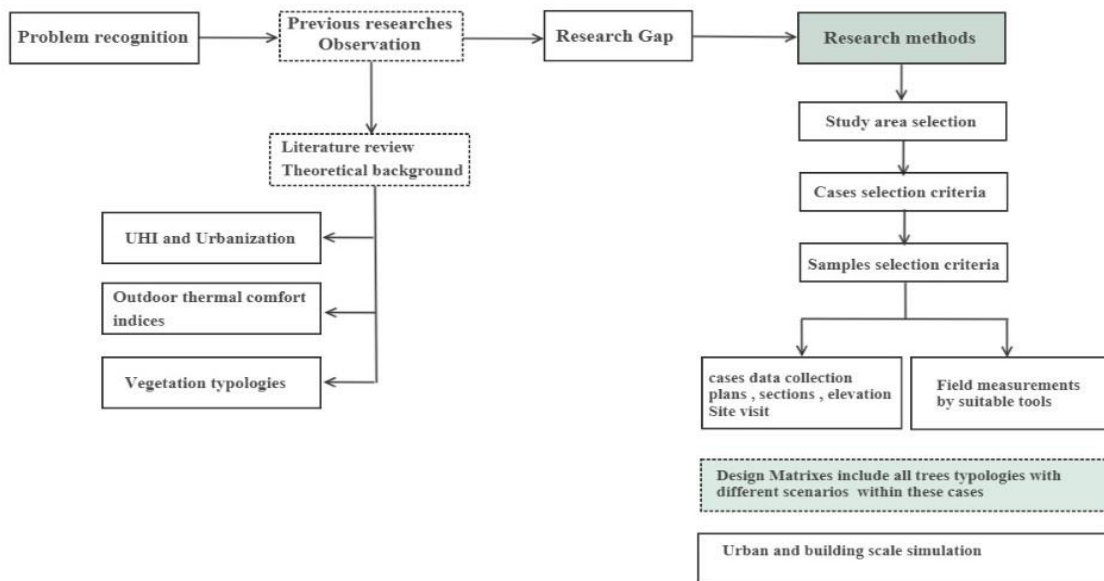 Problem recognition
Previous researches
Observation
Research Gap
Research methods
Literature review
Theoretical background
UHI and Urbanization
Outdoor thermal comfort
indices
Vegetation typologies
Study area selection
Cases selection criteria
Samples selection criteria
cases data collection
plans , sections , elevation
Site visit
Field measurements
by suitable tools
Design Matrixes include all trees typologies with
different scenarios within these cases
Urban and building scale simulation